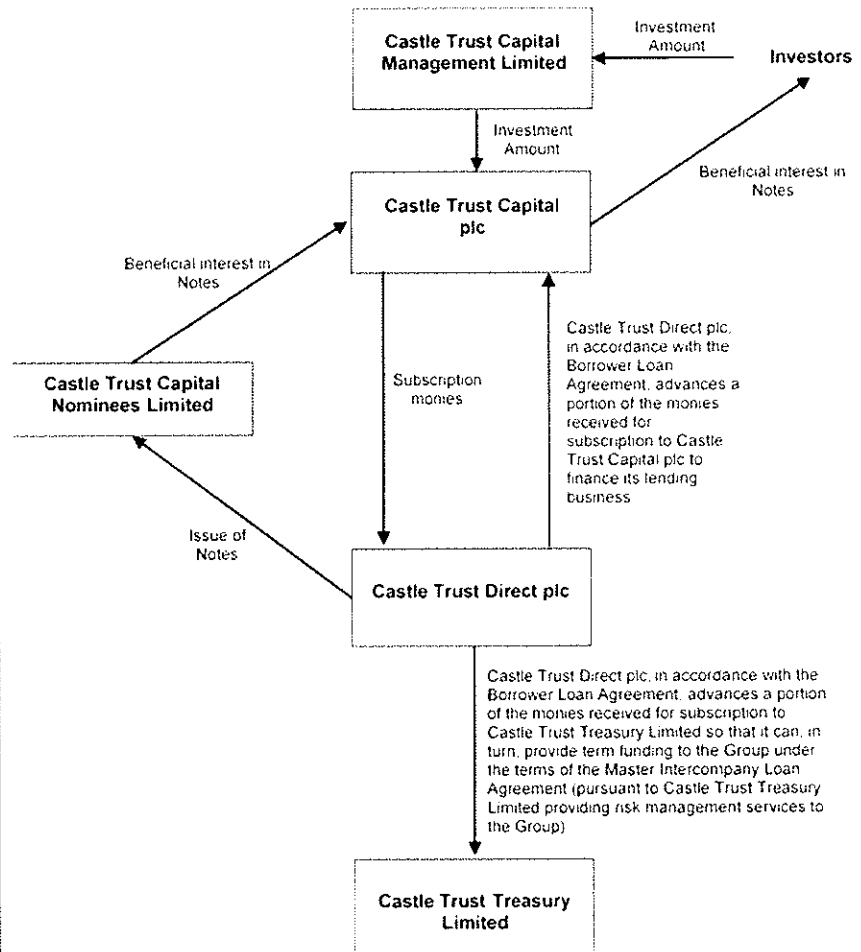 Castle Trust Capital
Management Limited
Investment
Amount
Investors
Investment
Amount
Beneficial interest in
Notes
Castle Trust Capital
plc
Beneficial interest in
Notes
Castle Trust Capital
Nominees Limited
Subscription
monies
Castle Trust Direct plc,
in accordance with the
Borrower Loan
Agreement, advances a
portion of the monies
received for
subscription to Castle
Trust Capital plc to
finance its lending
business
Issue of
Notes
Castle Trust Direct plc
Castle Trust Direct plc, in accordance with the
Borrower Loan Agreement, advances a portion
of the monies received for subscription to
Castle Trust Treasury Limited so that it can, in
turn, provide term funding to the Group under
the terms of the Master Intercompany Loan
Agreement (pursuant to Castle Trust Treasury
Limited providing risk management services to
the Group)
Castle Trust Treasury
Limited